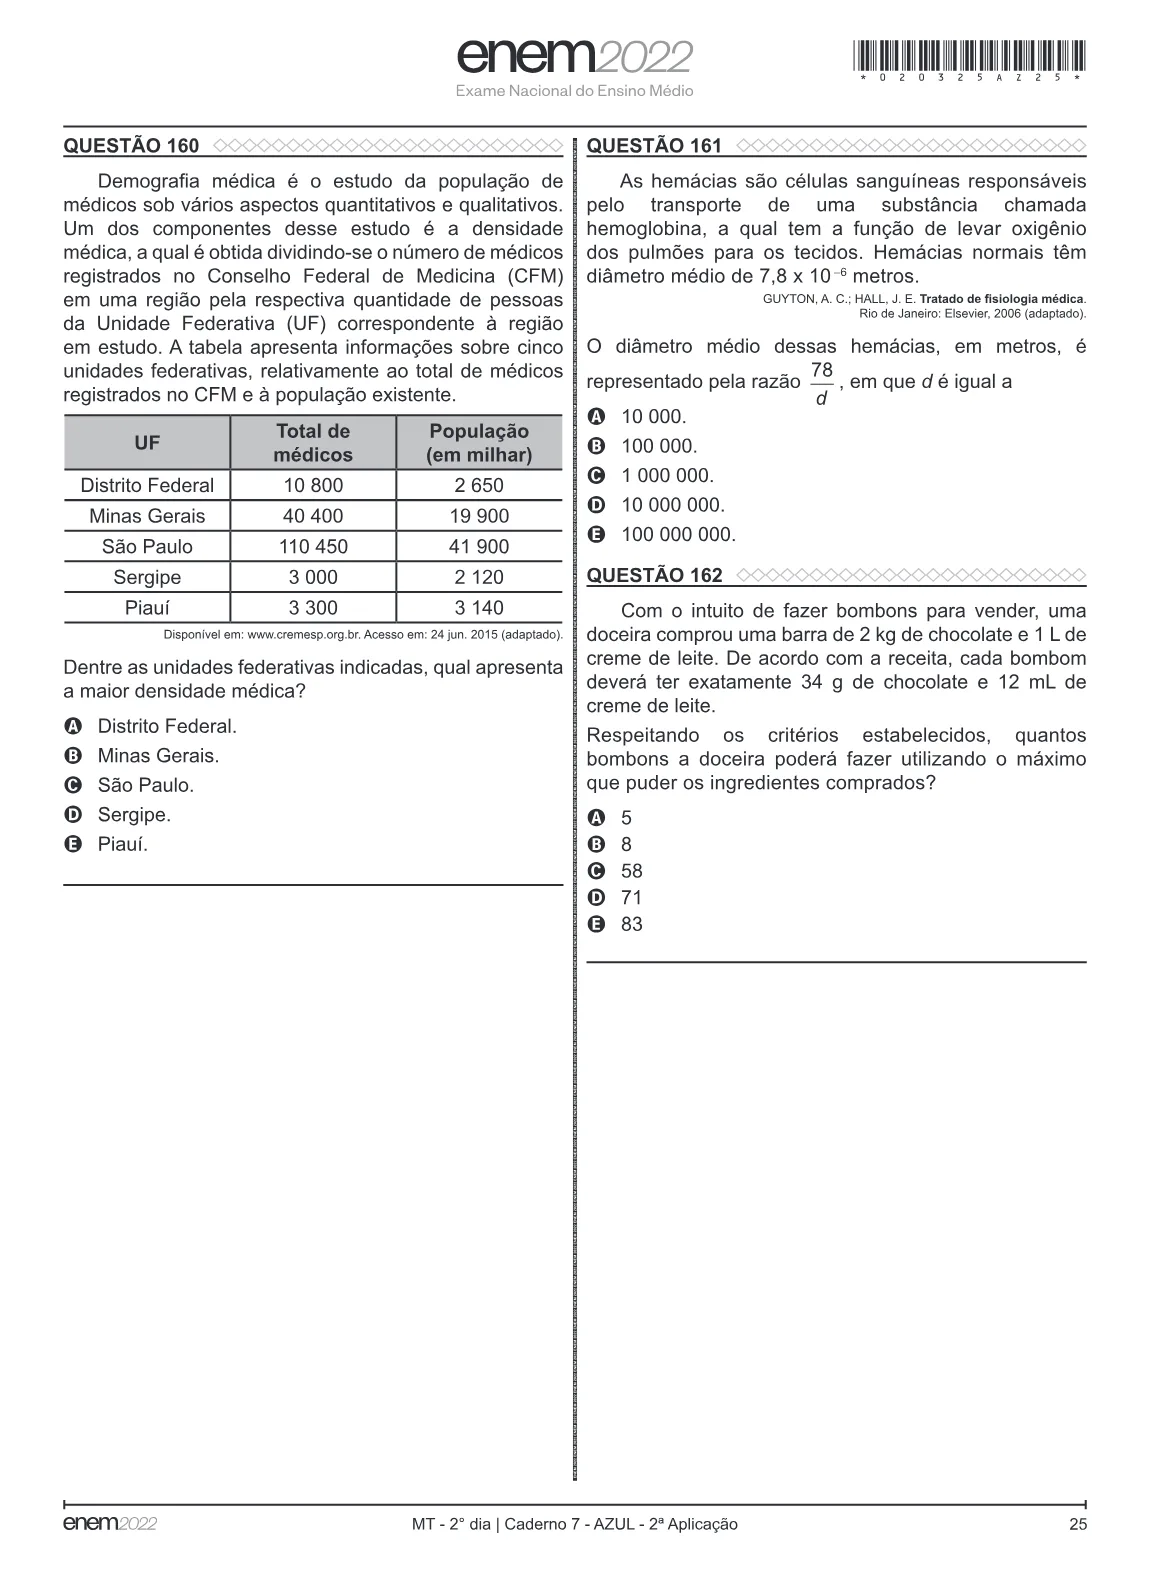 enem2022
Exame Nacional do Ensino Médio
*020325AZ25*
QUESTÃO 160
Demografia médica é o estudo da população de
médicos sob vários aspectos quantitativos e qualitativos.
Um dos componentes desse estudo é a densidade
médica, a qual é obtida dividindo-se o número de médicos
registrados no Conselho Federal de Medicina (CFM)
em uma região pela respectiva quantidade de pessoas
da Unidade Federativa (UF) correspondente à região
em estudo. A tabela apresenta informações sobre cinco
unidades federativas, relativamente ao total de médicos
registrados no CFM e à população existente.
UF Total de médicos População (em milhar)
Distrito Federal 10 800 2 650
Minas Gerais 40 400 19 900
São Paulo 110 450 41 900
Sergipe 3 000 2 120
Piauí 3 300 3 140
Disponível em: www.cremesp.org.br. Acesso em: 24 jun. 2015 (adaptado).
Dentre as unidades federativas indicadas, qual apresenta
a maior densidade médica?
A Distrito Federal.
B Minas Gerais.
C São Paulo.
D Sergipe.
E Piauí.
QUESTÃO 161
As hemácias são células sanguíneas responsáveis
pelo transporte de uma substância chamada
hemoglobina, a qual tem a função de levar oxigênio
dos pulmões para os tecidos. Hemácias normais têm
diâmetro médio de 7,8 x 10⁻⁶ metros.
GUYTON, A. C.; HALL, J. E. Tratado de fisiologia médica.
Rio de Janeiro: Elsevier, 2006 (adaptado).
O diâmetro médio dessas hemácias, em metros, é
representado pela razão 78/d, em que d é igual a
A 10 000.
B 100 000.
C 1 000 000.
D 10 000 000.
E 100 000 000.
QUESTÃO 162
Com o intuito de fazer bombons para vender, uma
doceira comprou uma barra de 2 kg de chocolate e 1 L de
creme de leite. De acordo com a receita, cada bombom
deverá ter exatamente 34 g de chocolate e 12 mL de
creme de leite.
Respeitando os critérios estabelecidos, quantos
bombons a doceira poderá fazer utilizando o máximo
que puder os ingredientes comprados?
A 5
B 8
C 58
D 71
E 83
enem2022
MT - 2° dia | Caderno 7 - AZUL - 2ª Aplicação
25